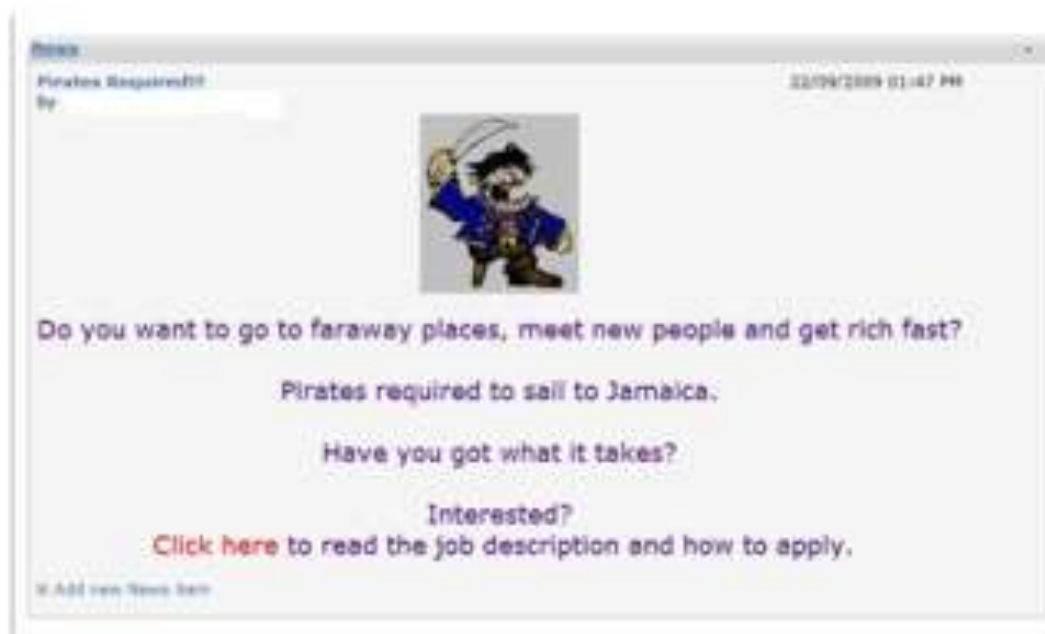 News
Pirates Required!!!
22/09/2009 01:47 PM
by
Do you want to go to faraway places, meet new people and get rich fast?
Pirates required to sail to Jamaica.
Have you got what it takes?
Interested?
Click here to read the job description and how to apply.
Add new News item